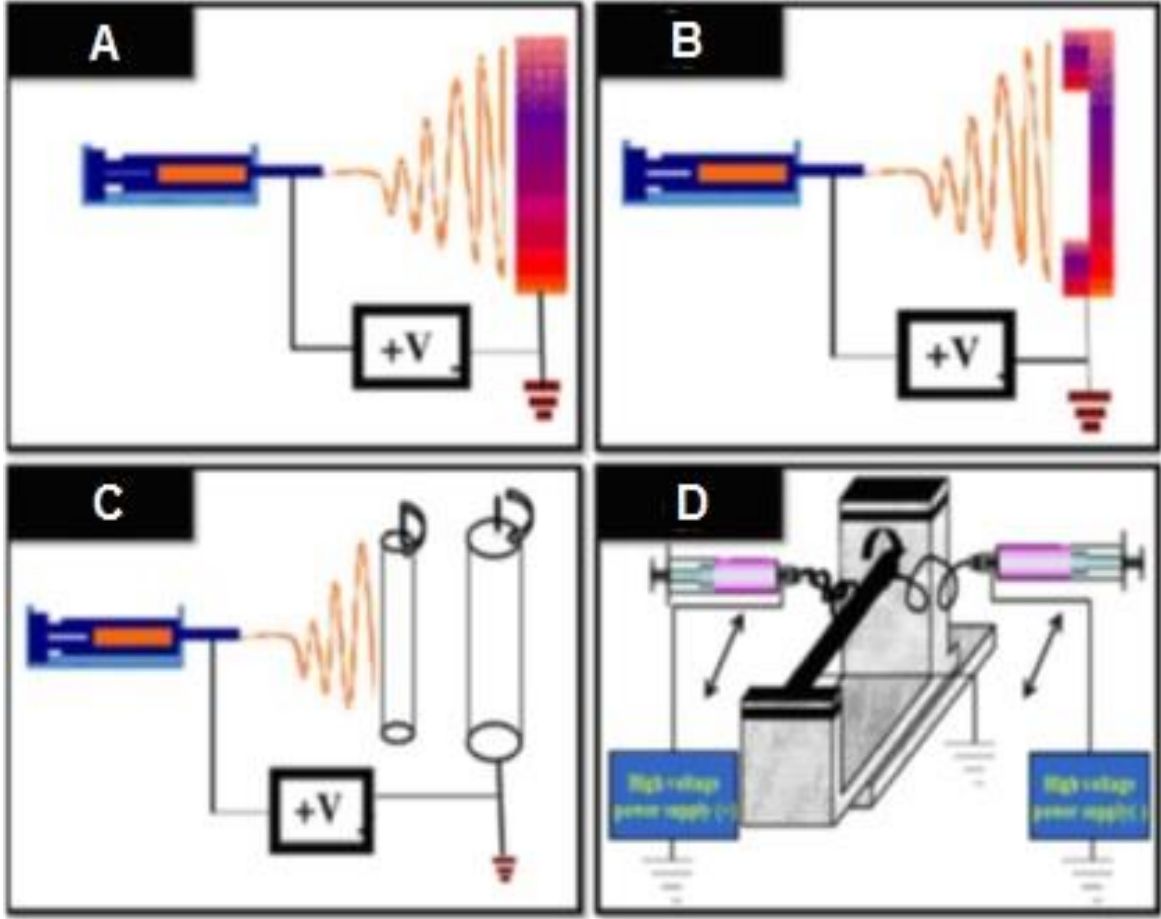 A
B
+V
+V
C
D
+V
High voltage
power supply (+)
High voltage
power supply(-)